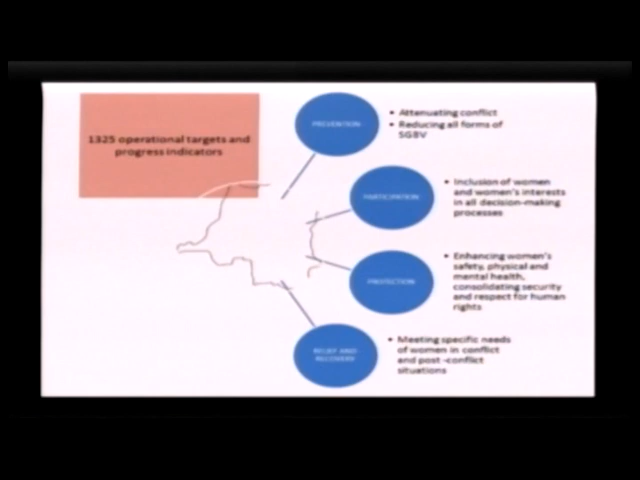 1325 operational targets and
progress indicators
PREVENTION
• Attenuating conflict
• Reducing all forms of
SGBV
PARTICIPATION
• Inclusion of women
and women's interests
in all decision-making
processes
PROTECTION
• Enhancing women's
safety, physical and
mental health,
consolidating security
and respect for human
rights
RELIEF AND
RECOVERY
• Meeting specific needs
of women in conflict
and post -conflict
situations